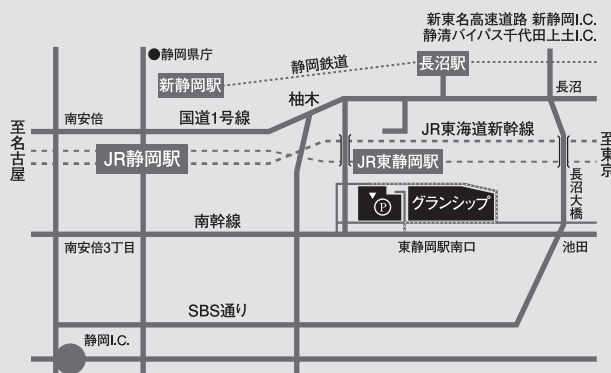 新東名高速道路 新静岡I.C.
静清バイパス千代田上土I.C.
●静岡県庁
静岡鉄道
長沼駅
新静岡駅
柚木
長沼
南安倍
国道1号線
JR東海道新幹線
至名古屋
至東京
JR静岡駅
JR東静岡駅
長沼大橋
P
グランシップ
南幹線
南安倍3丁目
東静岡駅南口
池田
SBS通り
静岡I.C.